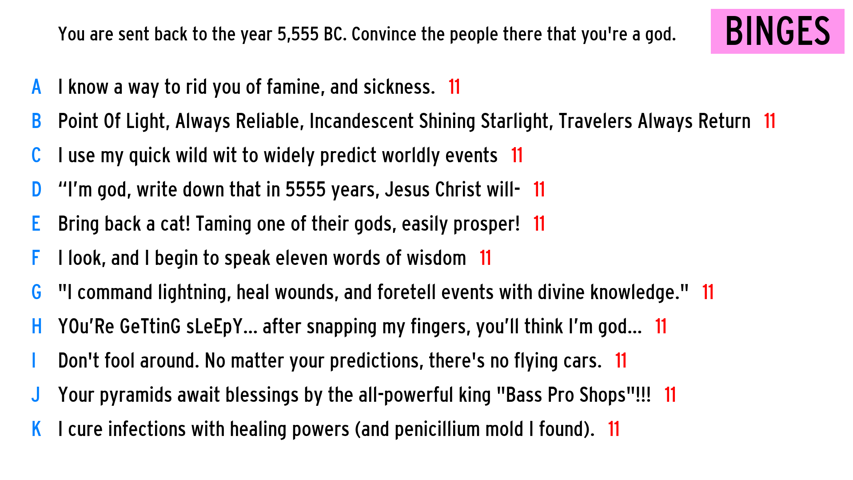 You are sent back to the year 5,555 BC. Convince the people there that you're a god.
BINGES
A I know a way to rid you of famine, and sickness. 11
B Point Of Light, Always Reliable, Incandescent Shining Starlight, Travelers Always Return 11
C I use my quick wild wit to widely predict worldly events 11
D “I’m god, write down that in 5555 years, Jesus Christ will- 11
E Bring back a cat! Taming one of their gods, easily prosper! 11
F I look, and I begin to speak eleven words of wisdom 11
G "I command lightning, heal wounds, and foretell events with divine knowledge." 11
H YOu’Re GeTtinG sLeEpY... after snapping my fingers, you’ll think I’m god... 11
I Don't fool around. No matter your predictions, there's no flying cars. 11
J Your pyramids await blessings by the all-powerful king "Bass Pro Shops"!!! 11
K I cure infections with healing powers (and penicillium mold I found). 11